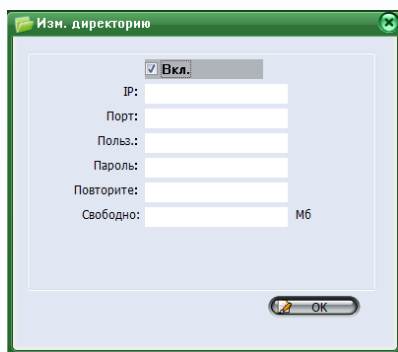 Изм. директорию
Вкл.
IP:
Порт:
Польз.:
Пароль:
Повторите:
Свободно: Мб
OK